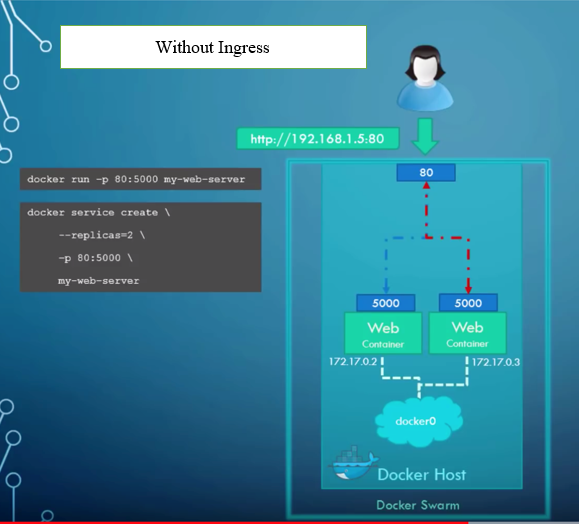 Without Ingress
http://192.168.1.5:80
80
docker run -p 80:5000 my-web-server
docker service create \
--replicas=2 \
-p 80:5000 \
my-web-server
5000
5000
Web
Container
Web
Container
172.17.0.2
172.17.0.3
docker0
Docker Host
Docker Swarm